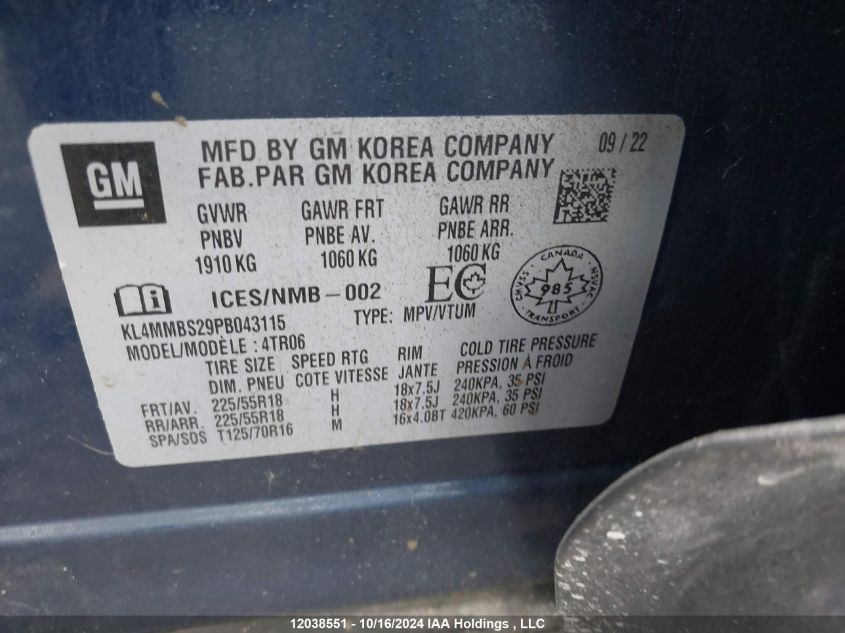 GM
MFD BY GM KOREA COMPANY 09 / 22
FAB.PAR GM KOREA COMPANY
GVWR GAWR FRT GAWR RR
PNBV PNBE AV. PNBE ARR.
1910 KG 1060 KG 1060 KG
i ICES/NMB - 002 EC
CANADA
CMVSS 985 NSVAC
KL4MMBS29PB043115 TYPE: MPV/VTUM
MODEL/MODÈLE : 4TR06
TIRE SIZE SPEED RTG RIM COLD TIRE PRESSURE
DIM. PNEU COTE VITESSE JANTE PRESSION À FROID
FRT/AV. 225/55R18 H 18x7.5J 240KPA, 35 PSI
RR/ARR. 225/55R18 H 18x7.5J 240KPA, 35 PSI
SPA/SOS T125/70R16 M 16x4.0BT 420KPA, 60 PSI
12038551 - 10/16/2024 IAA Holdings , LLC